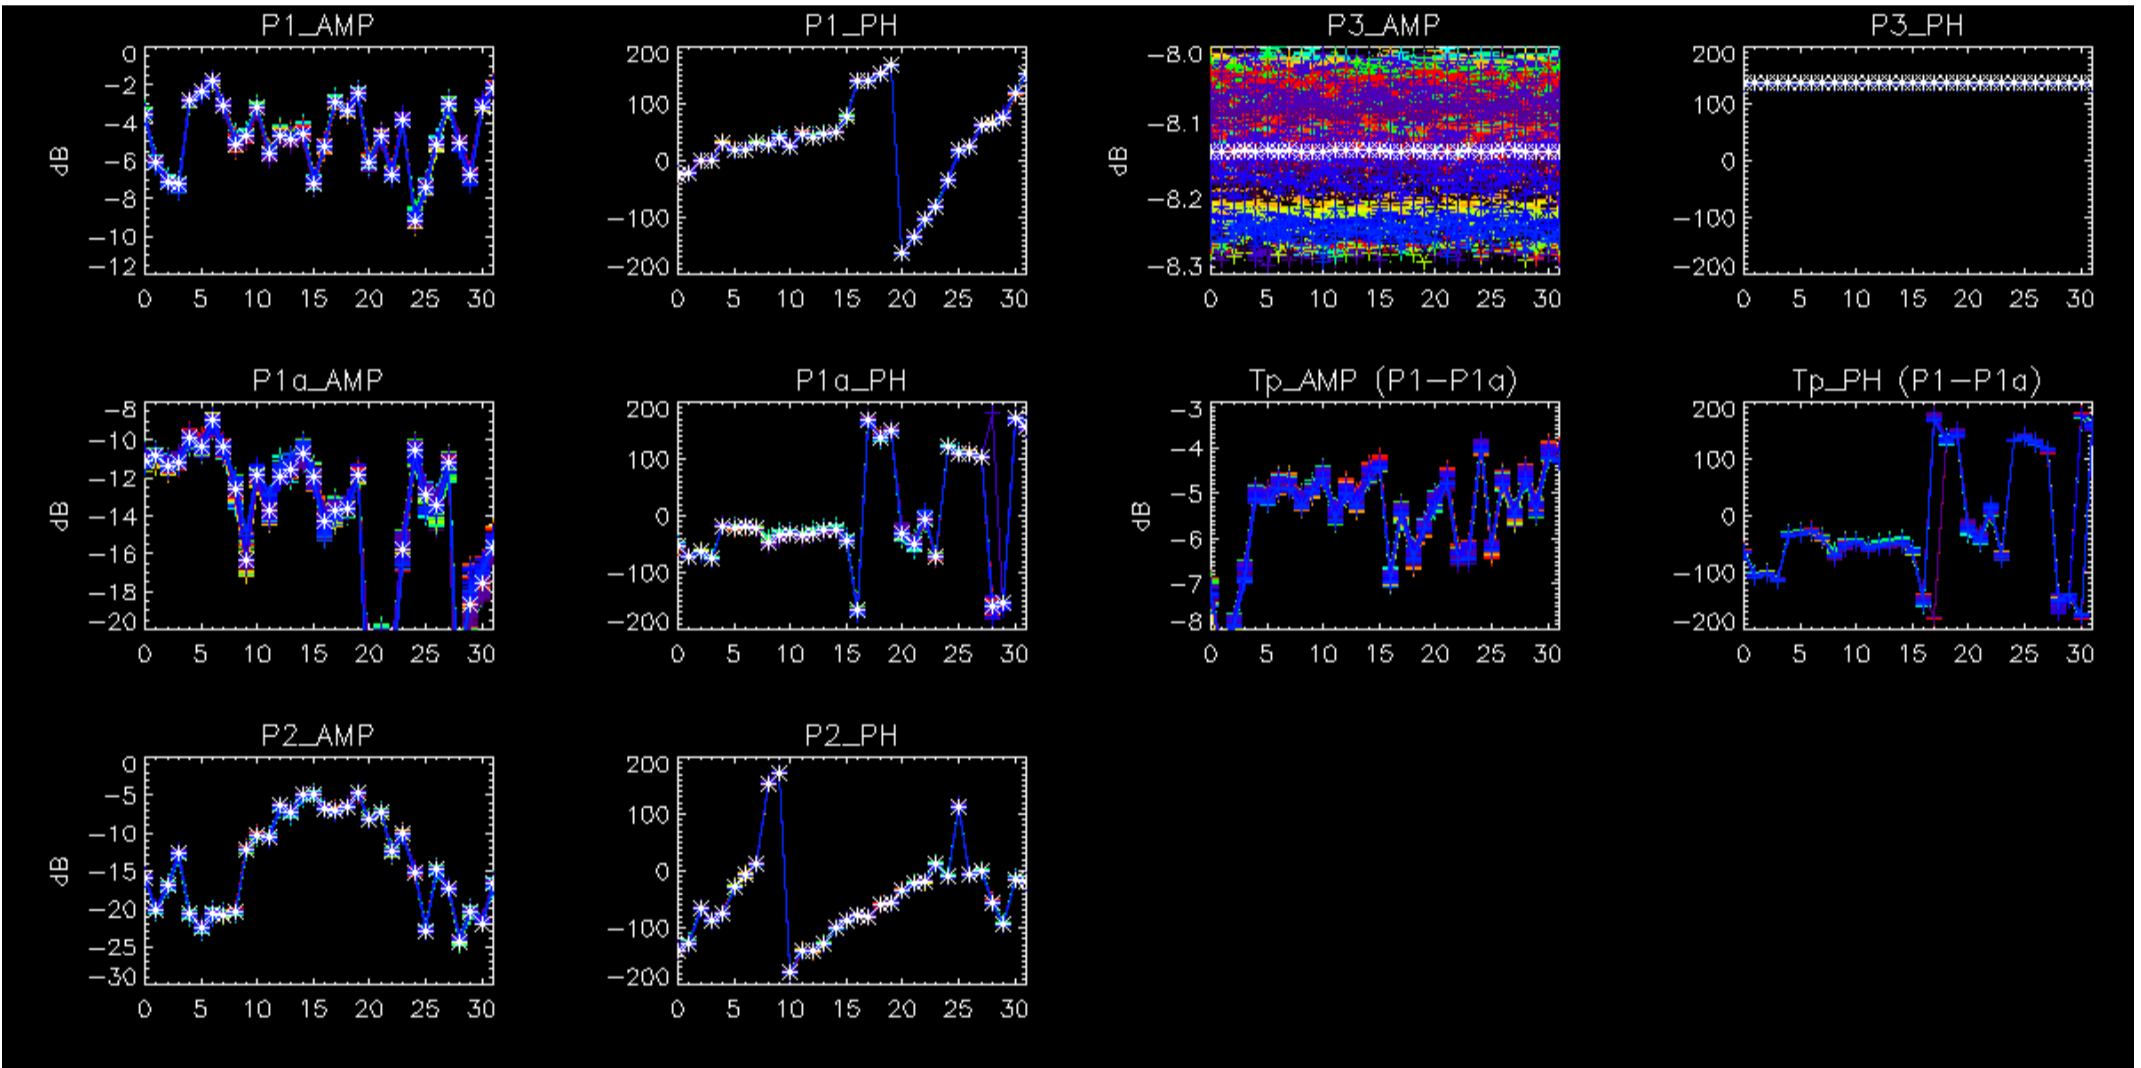 P1_AMP
0
−2
−4
−6
−8
−10
−12
dB
0 5 10 15 20 25 30
P1_PH
200
100
0
−100
−200
0 5 10 15 20 25 30
P3_AMP
−8.0
−8.1
−8.2
−8.3
dB
0 5 10 15 20 25 30
P3_PH
200
100
0
−100
−200
0 5 10 15 20 25 30
P1a_AMP
−8
−10
−12
−14
−16
−18
−20
dB
0 5 10 15 20 25 30
P1a_PH
200
100
0
−100
−200
0 5 10 15 20 25 30
Tp_AMP (P1−P1a)
−3
−4
−5
−6
−7
−8
dB
0 5 10 15 20 25 30
Tp_PH (P1−P1a)
200
100
0
−100
−200
0 5 10 15 20 25 30
P2_AMP
0
−5
−10
−15
−20
−25
−30
dB
0 5 10 15 20 25 30
P2_PH
200
100
0
−100
−200
0 5 10 15 20 25 30